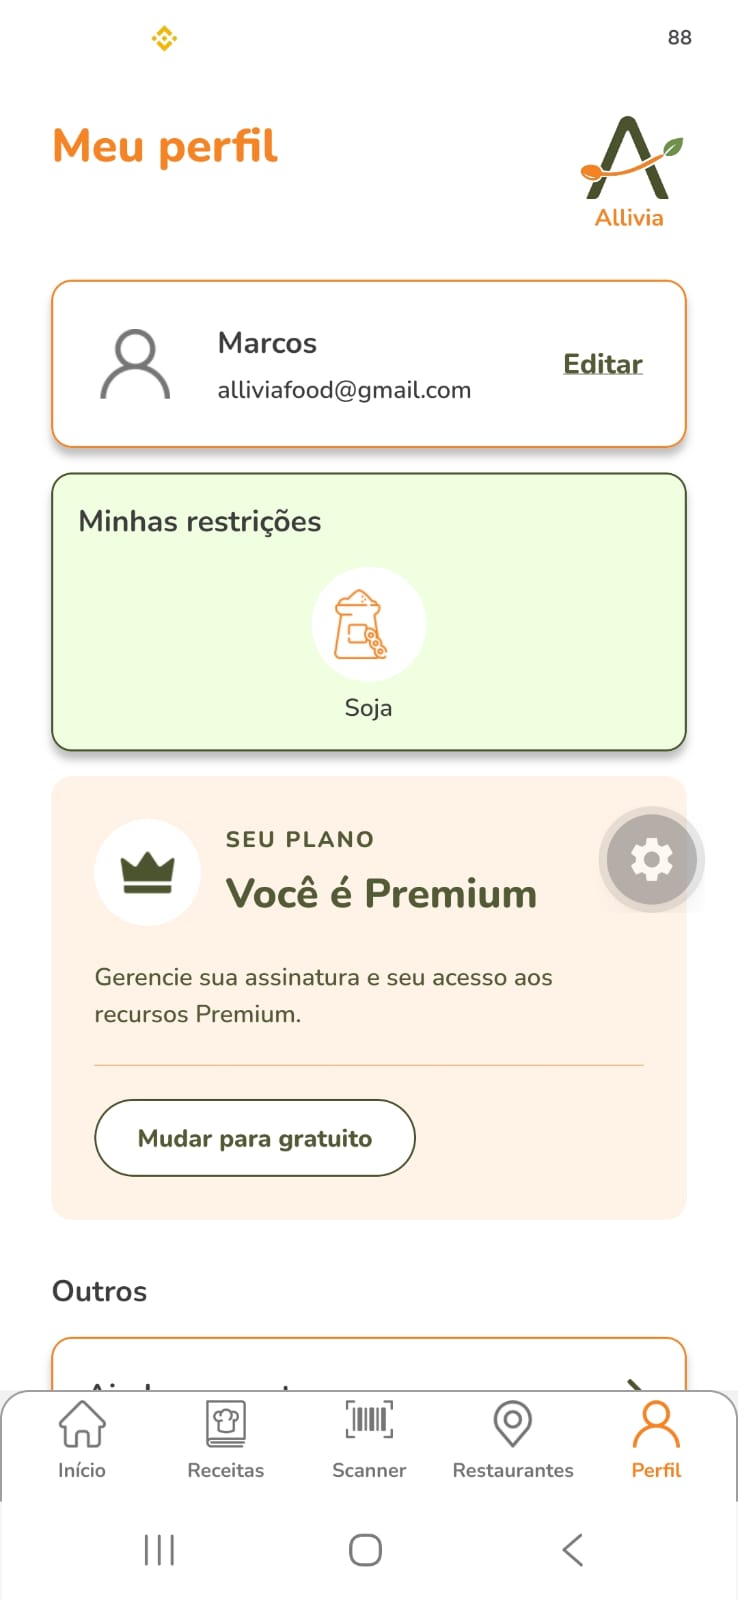 88
Meu perfil
Allivia
Marcos
alliviafood@gmail.com
Editar
Minhas restrições
Soja
SEU PLANO
Você é Premium
Gerencie sua assinatura e seu acesso aos
recursos Premium.
Mudar para gratuito
Outros
Início
Receitas
Scanner
Restaurantes
Perfil